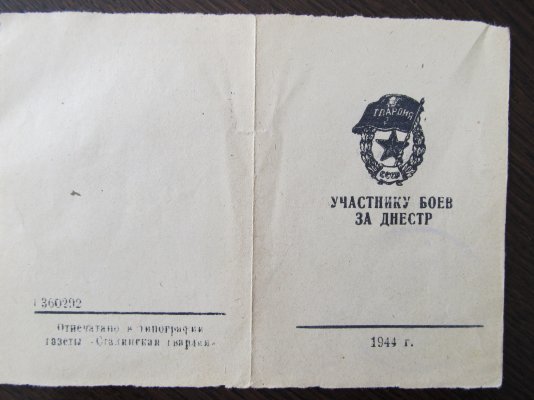 Г 360292
Отпечатано в типографии
газеты «Сталинская гвардия»
ГВАРДИЯ
СССР
УЧАСТНИКУ БОЕВ
ЗА ДНЕСТР
1944 г.